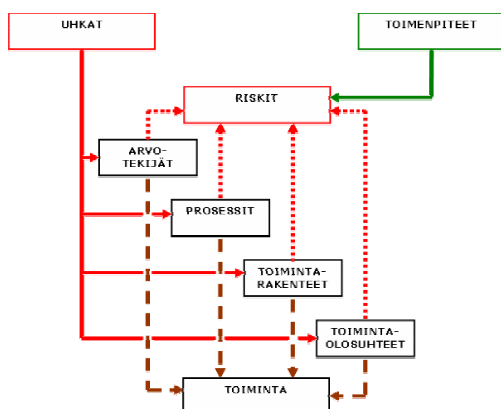 UHKAT
TOIMENPITEET
RISKIT
ARVO-
TEKIJÄT
PROSESSIT
TOIMINTA-
RAKENTEET
TOIMINTA-
OLOSUHTEET
TOIMINTA